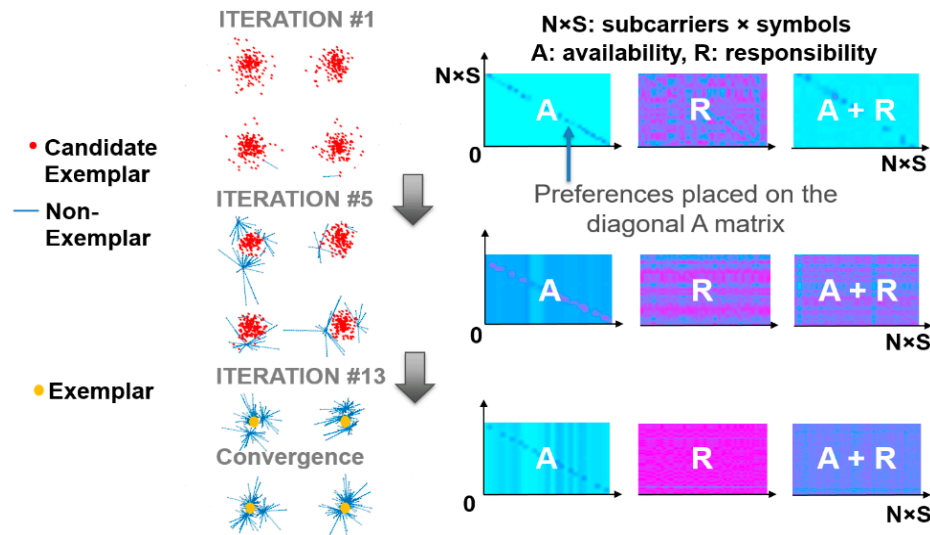 ITERATION #1
Candidate
Exemplar
Non-
Exemplar
ITERATION #5
ITERATION #13
Exemplar
Convergence
N×S: subcarriers × symbols
A: availability, R: responsibility
N×S
A
R
A + R
0
N×S
Preferences placed on the
diagonal A matrix
A
R
A + R
0
N×S
A
R
A + R
0
N×S